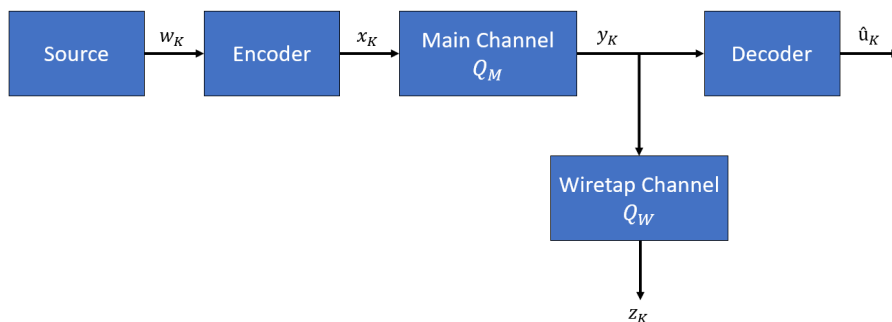 Source
w_K
Encoder
x_K
Main Channel
Q_M
y_K
Decoder
û_K
Wiretap Channel
Q_W
z_K